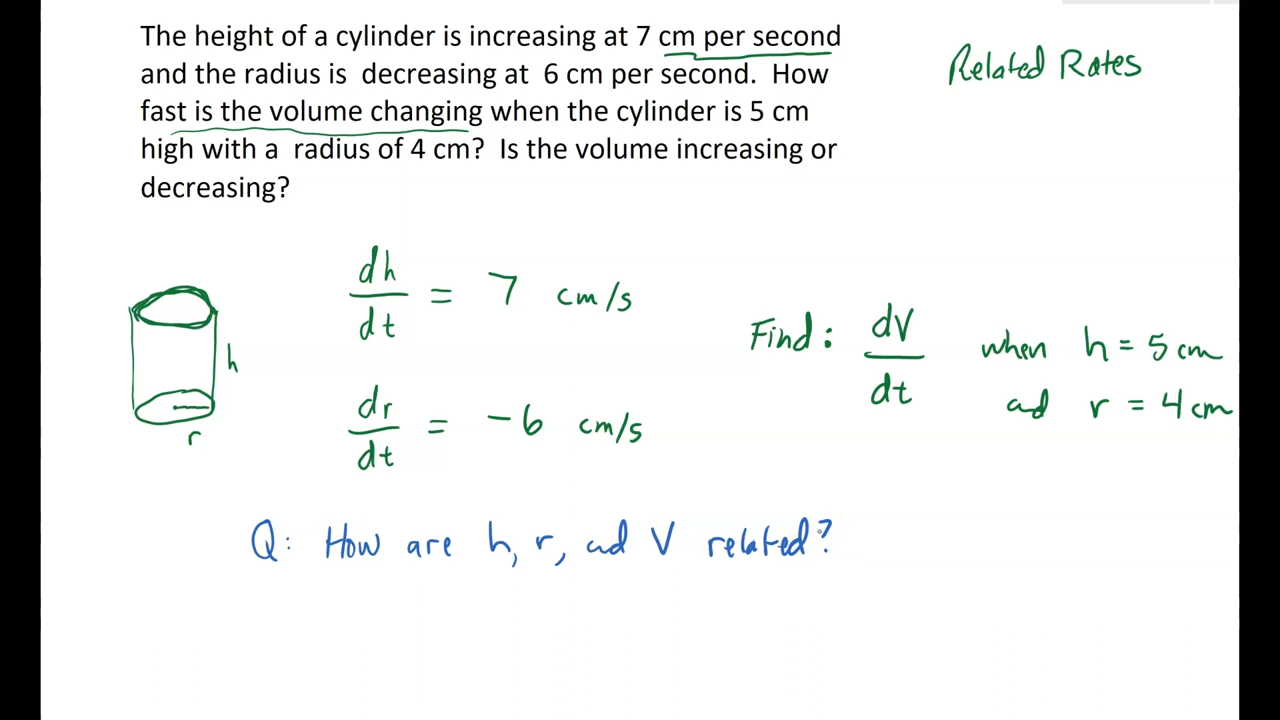 The height of a cylinder is increasing at 7 cm per second
and the radius is decreasing at 6 cm per second. How
fast is the volume changing when the cylinder is 5 cm
high with a radius of 4 cm? Is the volume increasing or
decreasing?
Related Rates
dh/dt = 7 cm/s
Find: dV/dt when h = 5 cm
ad r = 4 cm
h
r
dr/dt = -6 cm/s
Q: How are h, r, ad V related?